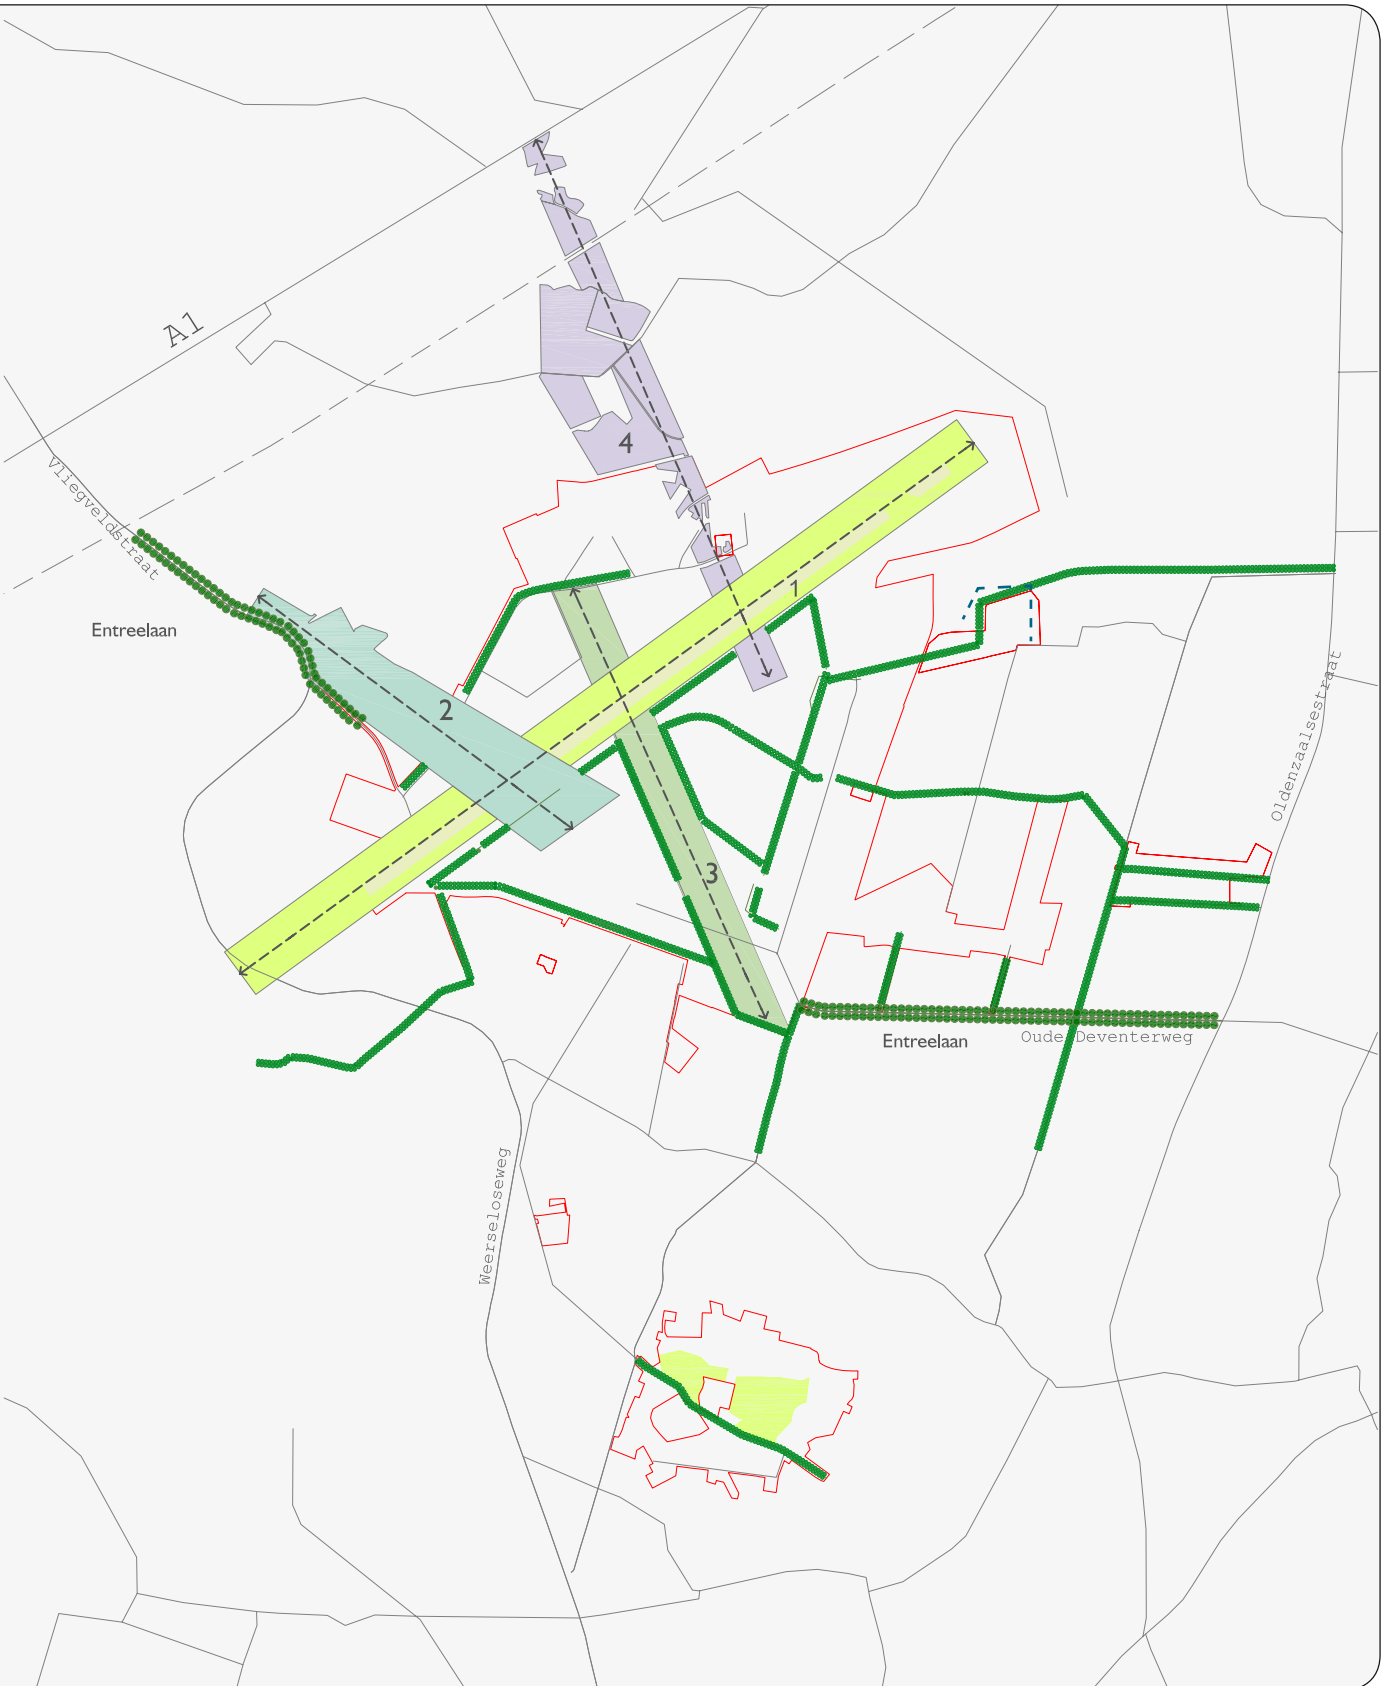 A1
4
Vliegveldstraat
1
Entreelaan
2
Oldenzaalsestraat
3
Entreelaan
Oude Deventerweg
Weerseloseweg